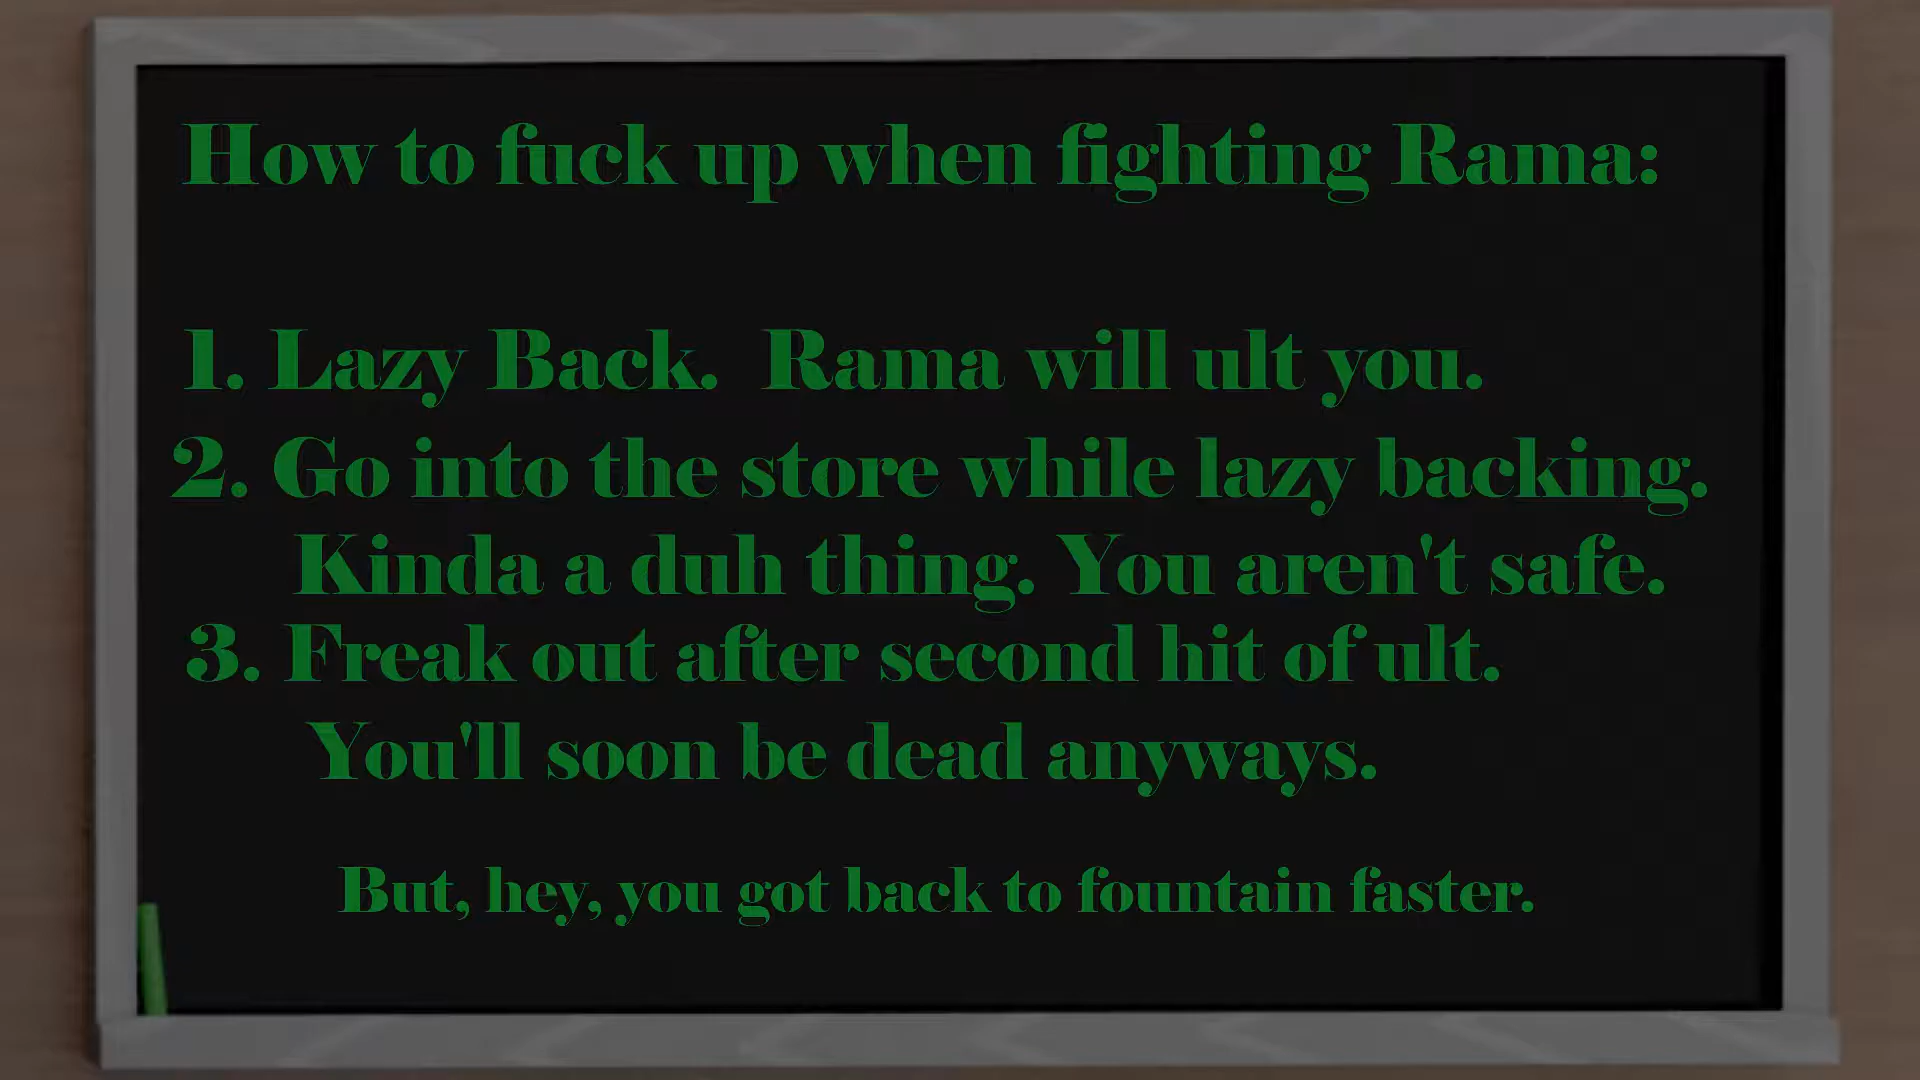 How to fuck up when fighting Rama:
1. Lazy Back. Rama will ult you.
2. Go into the store while lazy backing.
Kinda a duh thing. You aren't safe.
3. Freak out after second hit of ult.
You'll soon be dead anyways.
But, hey, you got back to fountain faster.